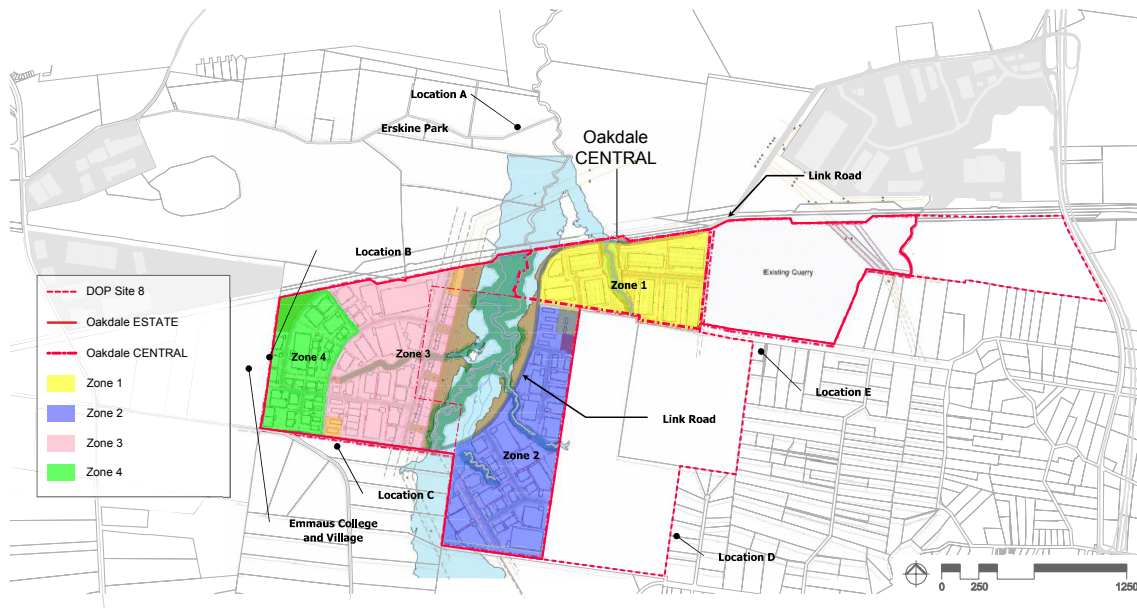 Location A
Erskine Park
Oakdale
CENTRAL
Link Road
Location B
Existing Quarry
Zone 1
DOP Site 8
Oakdale ESTATE
Oakdale CENTRAL
Zone 1
Zone 2
Zone 3
Zone 4
Zone 4
Zone 3
Location E
Link Road
Zone 2
Location C
Emmaus College
and Village
Location D
0 250 1250